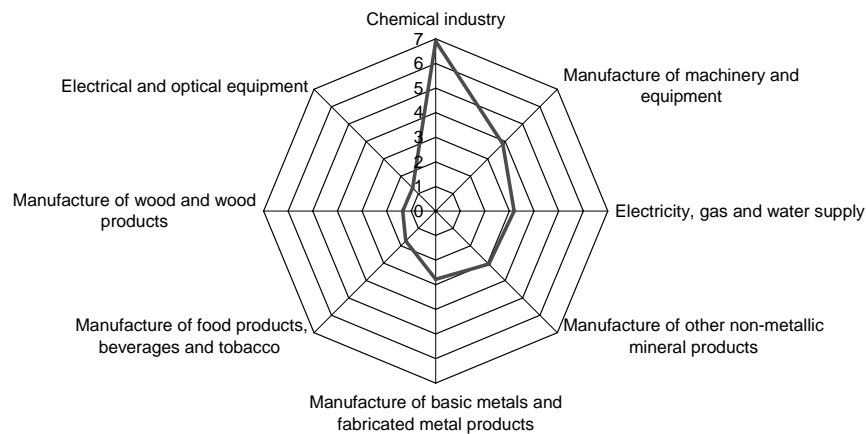 Chemical industry
7
6
5
4
3
2
1
0
Manufacture of machinery and
equipment
Electrical and optical equipment
Manufacture of wood and wood
products
Electricity, gas and water supply
Manufacture of food products,
beverages and tobacco
Manufacture of other non-metallic
mineral products
Manufacture of basic metals and
fabricated metal products